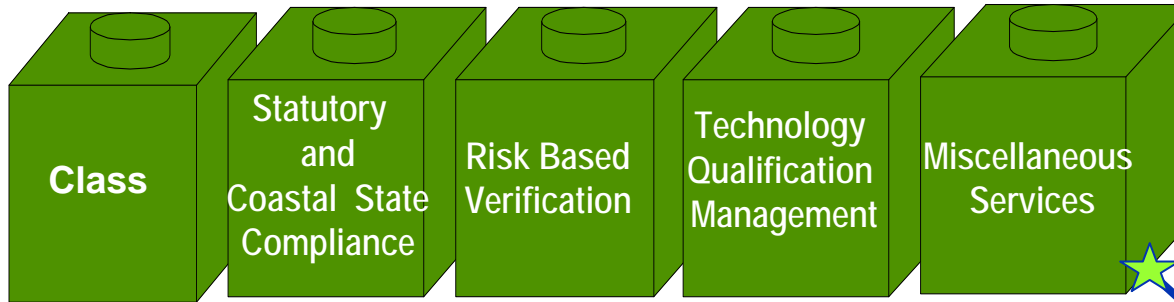 Class
Statutory
and
Coastal State
Compliance
Risk Based
Verification
Technology
Qualification
Management
Miscellaneous
Services